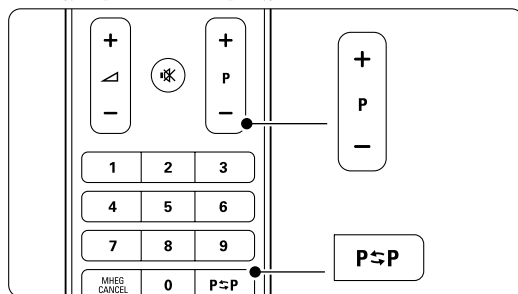 + +
P
− −
+
P
−
1 2 3
4 5 6
7 8 9
MHEG
CANCEL 0 P⇆P
P⇆P